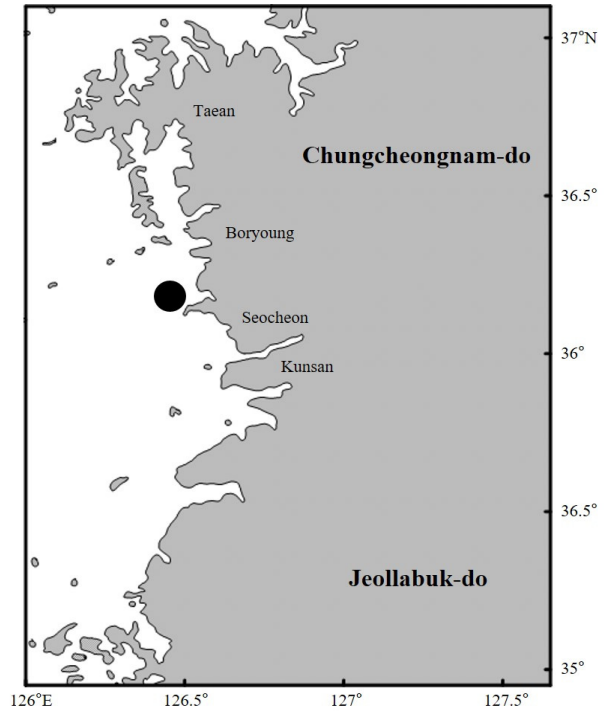 37°N
Taean
Chungcheongnam-do
36.5°
Boryoung
Seocheon
36°
Kunsan
36.5°
Jeollabuk-do
35°
126°E
126.5°
127°
127.5°